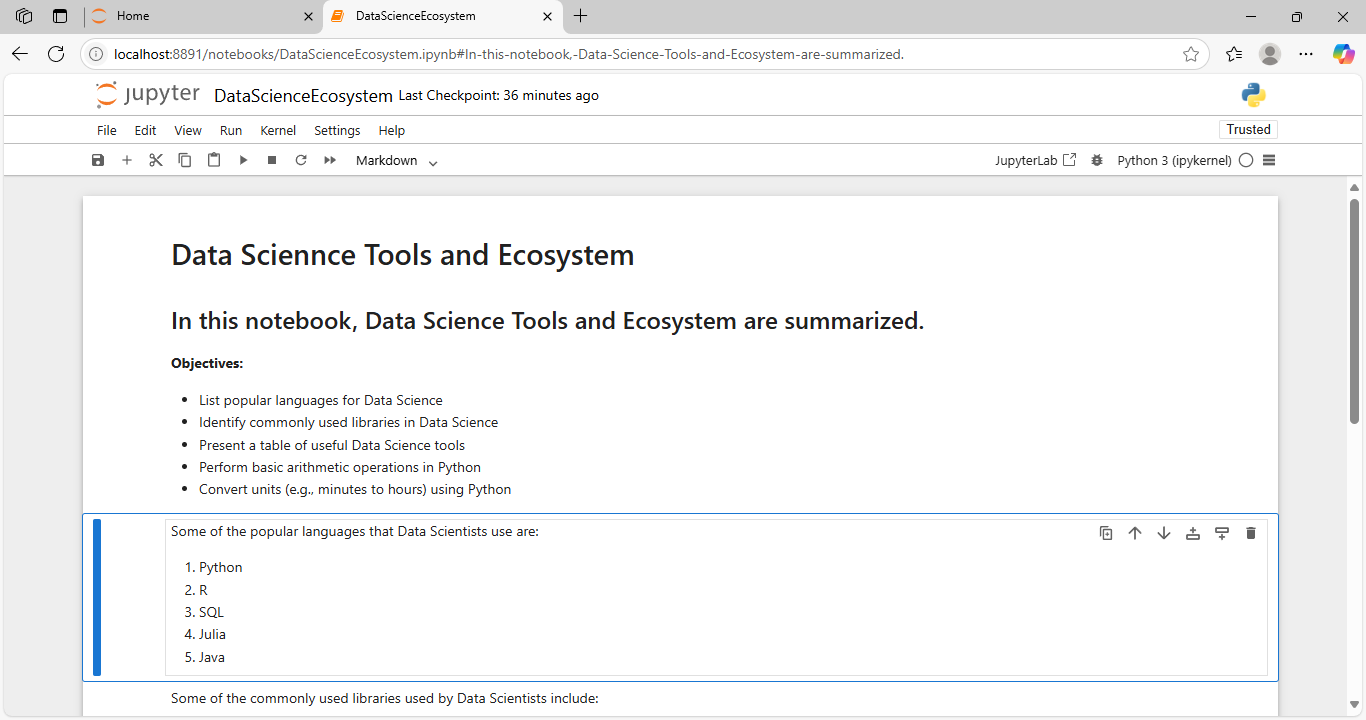 Home
DataScienceEcosystem
localhost:8891/notebooks/DataScienceEcosystem.ipynb#In-this-notebook,-Data-Science-Tools-and-Ecosystem-are-summarized.
jupyter DataScienceEcosystem Last Checkpoint: 36 minutes ago
File Edit View Run Kernel Settings Help
Trusted
Markdown
JupyterLab Python 3 (ipykernel)
Data Sciennce Tools and Ecosystem
In this notebook, Data Science Tools and Ecosystem are summarized.
Objectives:
• List popular languages for Data Science
• Identify commonly used libraries in Data Science
• Present a table of useful Data Science tools
• Perform basic arithmetic operations in Python
• Convert units (e.g., minutes to hours) using Python
Some of the popular languages that Data Scientists use are:
1. Python
2. R
3. SQL
4. Julia
5. Java
Some of the commonly used libraries used by Data Scientists include: